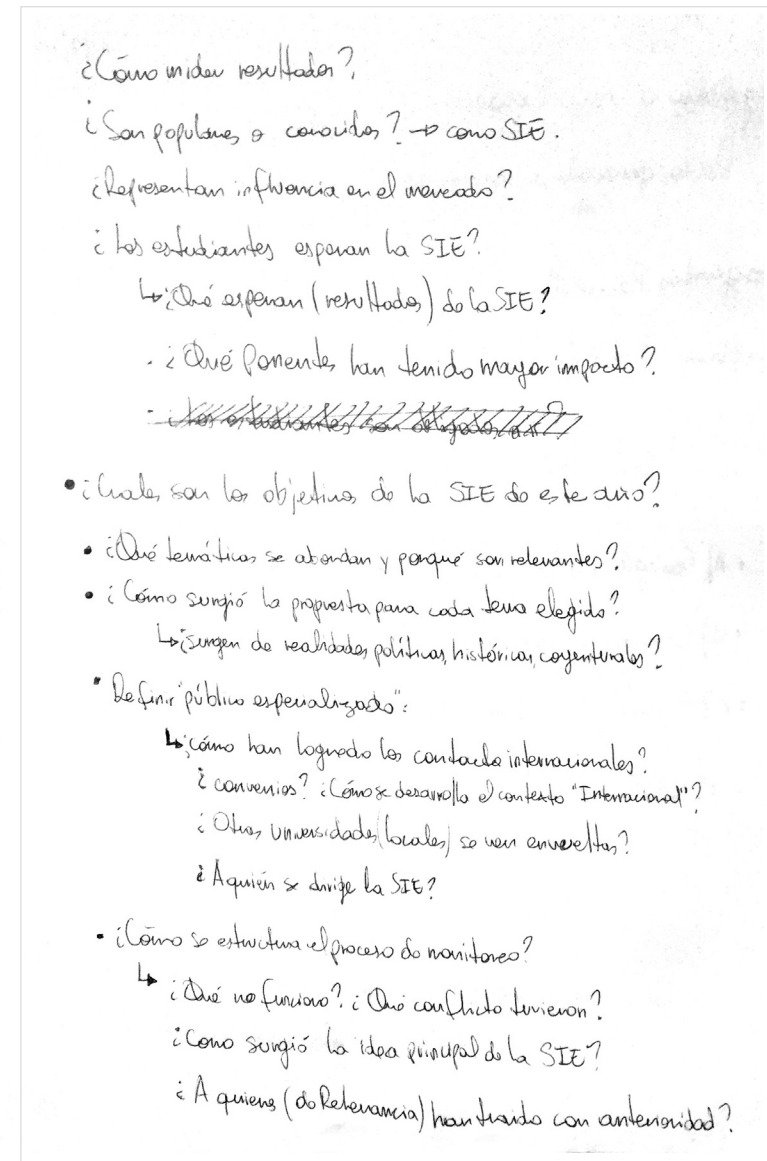 ¿Cómo miden resultados?
¿Son populares o conocidos? → como SIE.
¿Representan influencia en el mercado?
¿Los estudiantes esperan la SIE?
↳ ¿Qué esperan (resultados) de la SIE?
· ¿Qué Ponentes han tenido mayor impacto?
• ¿Cuales son los objetivos de la SIE de este año?
• ¿Qué temáticas se abordan y porqué son relevantes?
• ¿Cómo surgió la propuesta para cada tema elegido?
↳ ¿Surgen de realidades políticas, históricas, coyenturales?
• Definir "público especializado":
↳ ¿cómo han logrado los contacto internacionales?
¿convenios? ¿Cómo se desarrolla el contexto "Internacional"?
¿Otras universidades (locales) se ven envueltas?
¿A quién se dirige la SIE?
• ¿Cómo se estructura el proceso de monitoreo?
↳ ¿Qué no funciono? ¿Qué conflicto tuvieron?
¿Como surgió la idea principal de la SIE?
¿A quienes (de Relevancia) han traido con anterioridad?